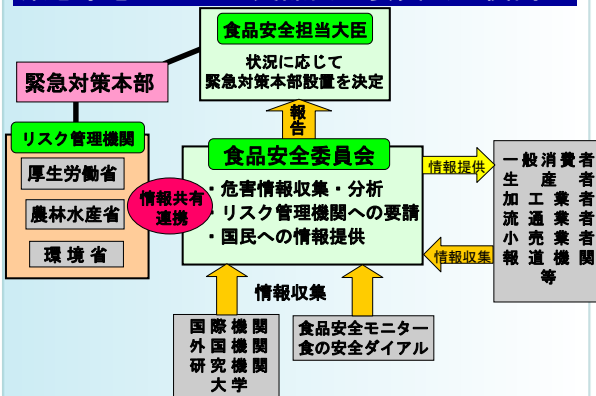 食品安全担当大臣
状況に応じて
緊急対策本部設置を決定
緊急対策本部
報告
リスク管理機関
厚生労働省
農林水産省
環境省
情報共有
連携
食品安全委員会
・危害情報収集・分析
・リスク管理機関への要請
・国民への情報提供
情報提供
情報収集
一般消費者
生産者
加工業者
流通業者
小売業者
報道機関
等
情報収集
国際機関
外国機関
研究機関
大学
食品安全モニター
食の安全ダイアル